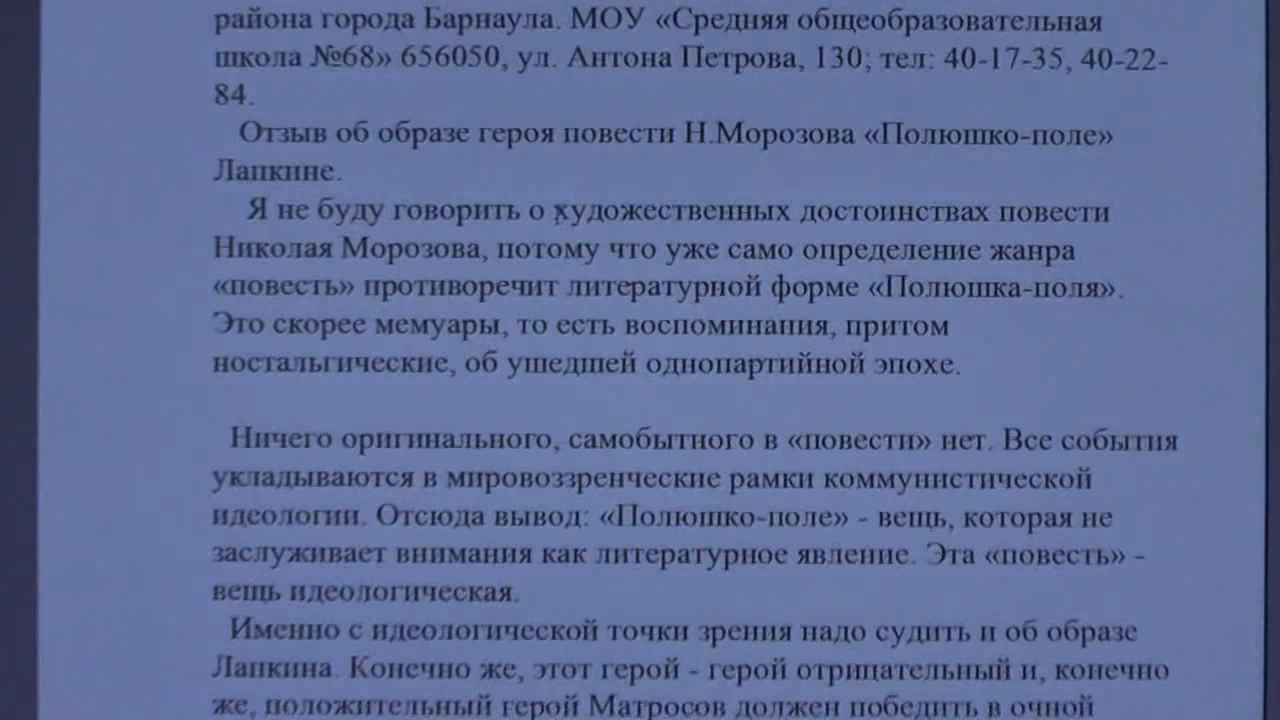 района города Барнаула. МОУ «Средняя общеобразовательная
школа №68» 656050, ул. Антона Петрова, 130; тел: 40-17-35, 40-22-
84.
Отзыв об образе героя повести Н.Морозова «Полюшко-поле»
Лапкине.
Я не буду говорить о художественных достоинствах повести
Николая Морозова, потому что уже само определение жанра
«повесть» противоречит литературной форме «Полюшка-поля».
Это скорее мемуары, то есть воспоминания, притом
ностальгические, об ушедшей однопартийной эпохе.
Ничего оригинального, самобытного в «повести» нет. Все события
укладываются в мировоззренческие рамки коммунистической
идеологии. Отсюда вывод: «Полюшко-поле» - вещь, которая не
заслуживает внимания как литературное явление. Эта «повесть» -
вещь идеологическая.
Именно с идеологической точки зрения надо судить и об образе
Лапкина. Конечно же, этот герой - герой отрицательный и, конечно
же, положительный герой Матросов должен победить в очной